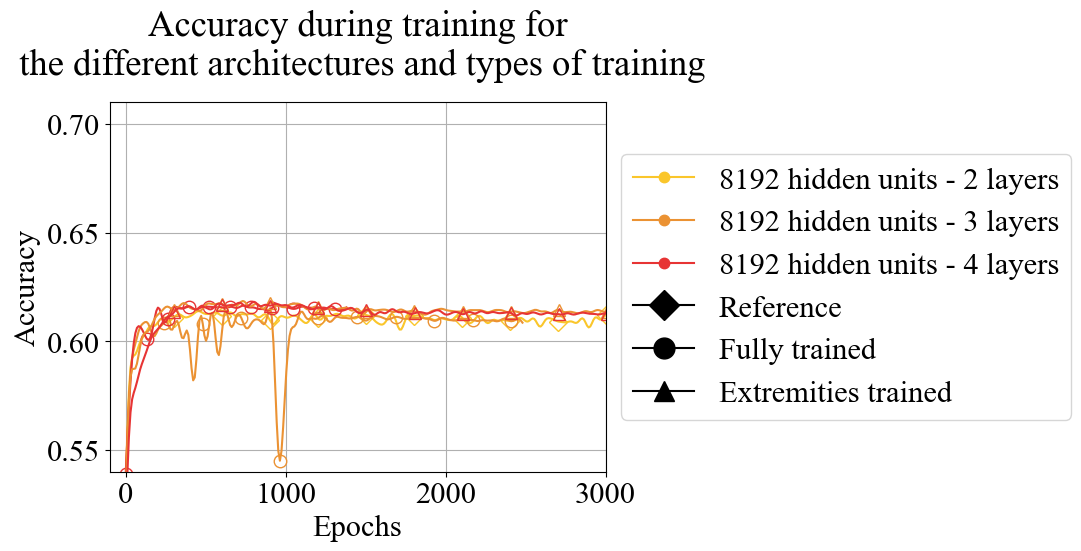 Accuracy during training for
the different architectures and types of training
0.70
0.65
0.60
0.55
Accuracy
0
1000
2000
3000
Epochs
8192 hidden units - 2 layers
8192 hidden units - 3 layers
8192 hidden units - 4 layers
Reference
Fully trained
Extremities trained